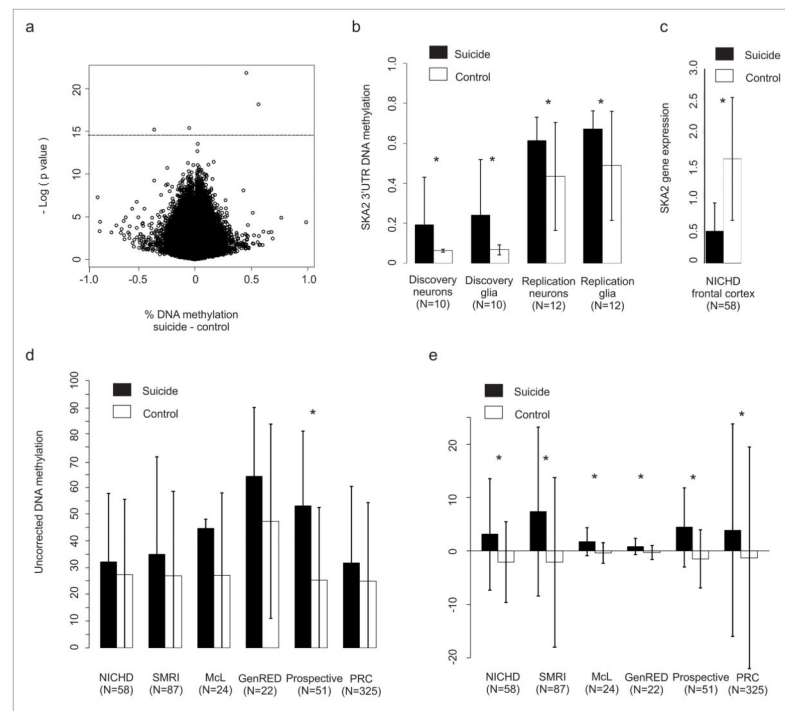 a
- Log ( p value )
20
15
10
5
0
-1.0 -0.5 0 0.5 1.0
% DNA methylation
suicide - control
b
Suicide
Control
SKA2 3'UTR DNA methylation
1.0
0.8
0.6
0.4
0.2
0
* * * *
Discovery neurons (N=10)
Discovery glia (N=10)
Replication neurons (N=12)
Replication glia (N=12)
c
Suicide
Control
SKA2 gene expression
3.0
2.5
2.0
1.5
1.0
0.5
0
*
NICHD
frontal cortex
(N=58)
d
Suicide
Control
Uncorrected DNA methylation
100
90
80
70
60
50
40
30
20
10
0
*
NICHD SMRI McL GenRED Prospective PRC
(N=58) (N=87) (N=24) (N=22) (N=51) (N=325)
e
Suicide
Control
20
10
0
-10
-20
* * * * * *
NICHD SMRI McL GenRED Prospective PRC
(N=58) (N=87) (N=24) (N=22) (N=51) (N=325)